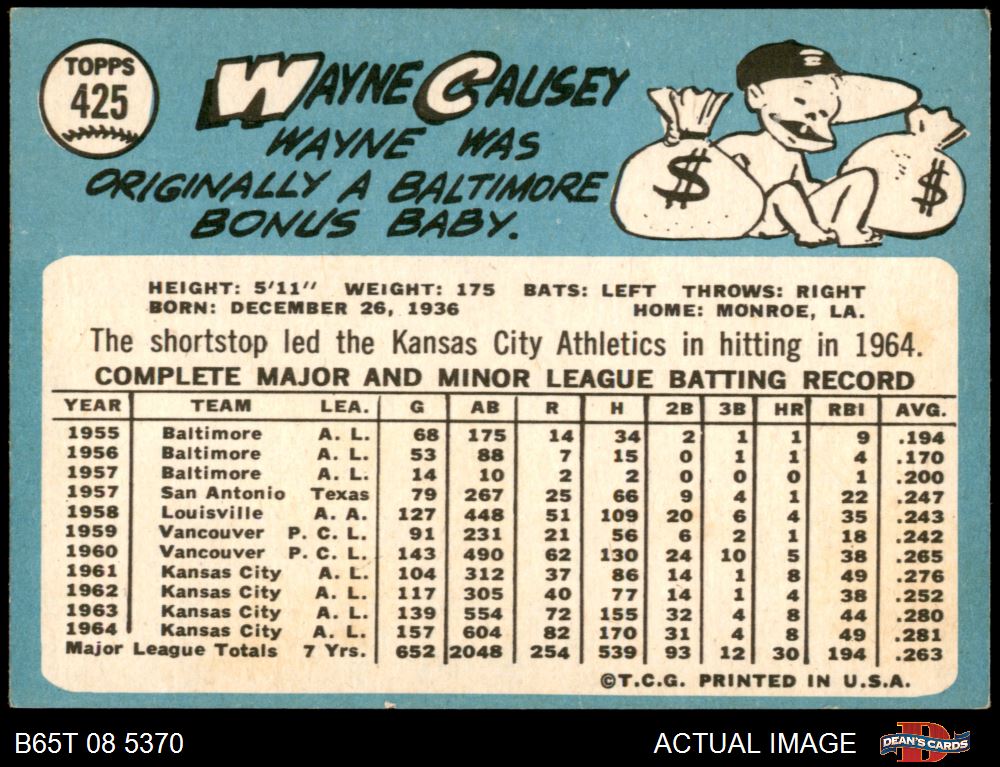 TOPPS
425
WAYNE CAUSEY
WAYNE WAS
ORIGINALLY A BALTIMORE
BONUS BABY.
$ $
HEIGHT: 5'11" WEIGHT: 175 BATS: LEFT THROWS: RIGHT
BORN: DECEMBER 26, 1936 HOME: MONROE, LA.
The shortstop led the Kansas City Athletics in hitting in 1964.
COMPLETE MAJOR AND MINOR LEAGUE BATTING RECORD
YEAR TEAM LEA. G AB R H 2B 3B HR RBI AVG.
1955 Baltimore A. L. 68 175 14 34 2 1 1 9 .194
1956 Baltimore A. L. 53 88 7 15 0 1 1 4 .170
1957 Baltimore A. L. 14 10 2 2 0 0 0 1 .200
1957 San Antonio Texas 79 267 25 66 9 4 1 22 .247
1958 Louisville A. A. 127 448 51 109 20 6 4 35 .243
1959 Vancouver P. C. L. 91 231 21 56 6 2 1 18 .242
1960 Vancouver P. C. L. 143 490 62 130 24 10 5 38 .265
1961 Kansas City A. L. 104 312 37 86 14 1 8 49 .276
1962 Kansas City A. L. 117 305 40 77 14 1 4 38 .252
1963 Kansas City A. L. 139 554 72 155 32 4 8 44 .280
1964 Kansas City A. L. 157 604 82 170 31 4 8 49 .281
Major League Totals 7 Yrs. 652 2048 254 539 93 12 30 194 .263
©T.C.G. PRINTED IN U.S.A.
B65T 08 5370 ACTUAL IMAGE DEAN'S CARDS